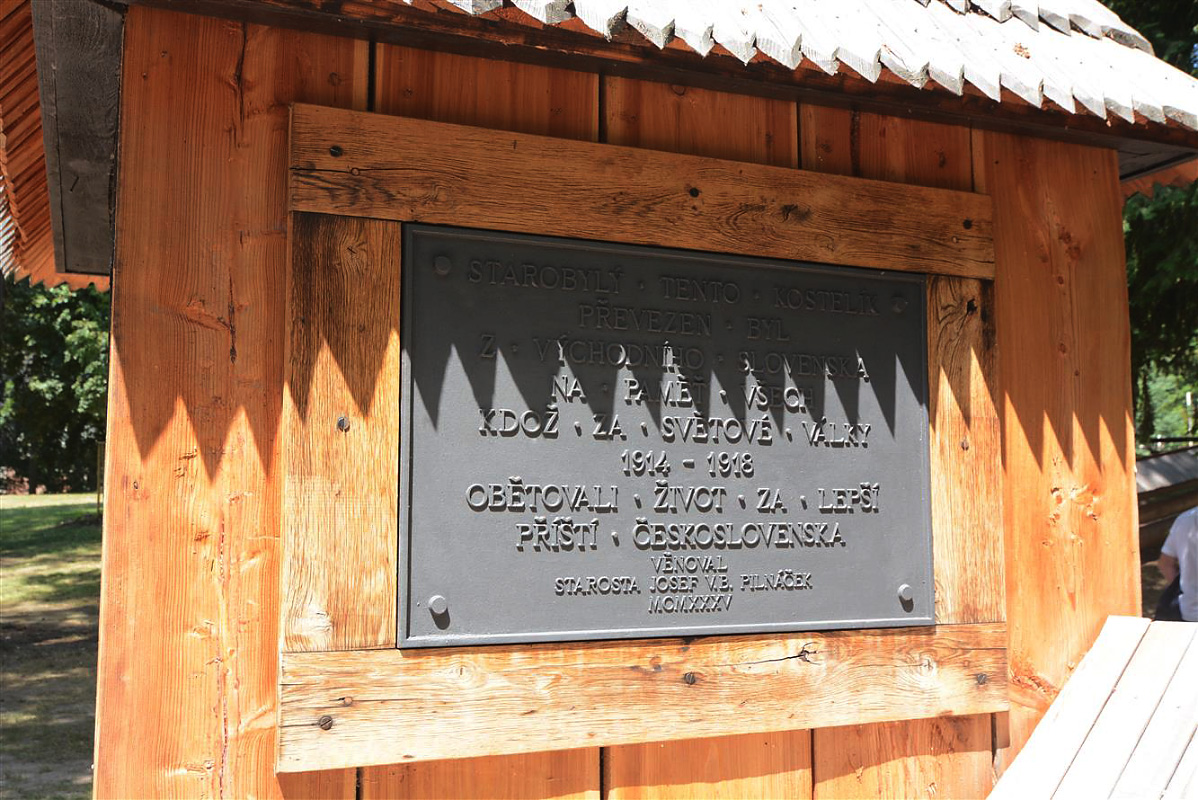 STAROBYLÝ · TENTO · KOSTELÍK
PŘEVEZEN · BYL
Z · VÝCHODNÍHO · SLOVENSKA
NA · PAMĚŤ · VŠECH
KDOŽ · ZA · SVĚTOVÉ · VÁLKY
1914 - 1918
OBĚTOVALI · ŽIVOT · ZA · LEPŠÍ
PŘÍŠTÍ · ČESKOSLOVENSKA
VĚNOVAL
STAROSTA JOSEF V.B. PILNÁČEK
MCMXXXV